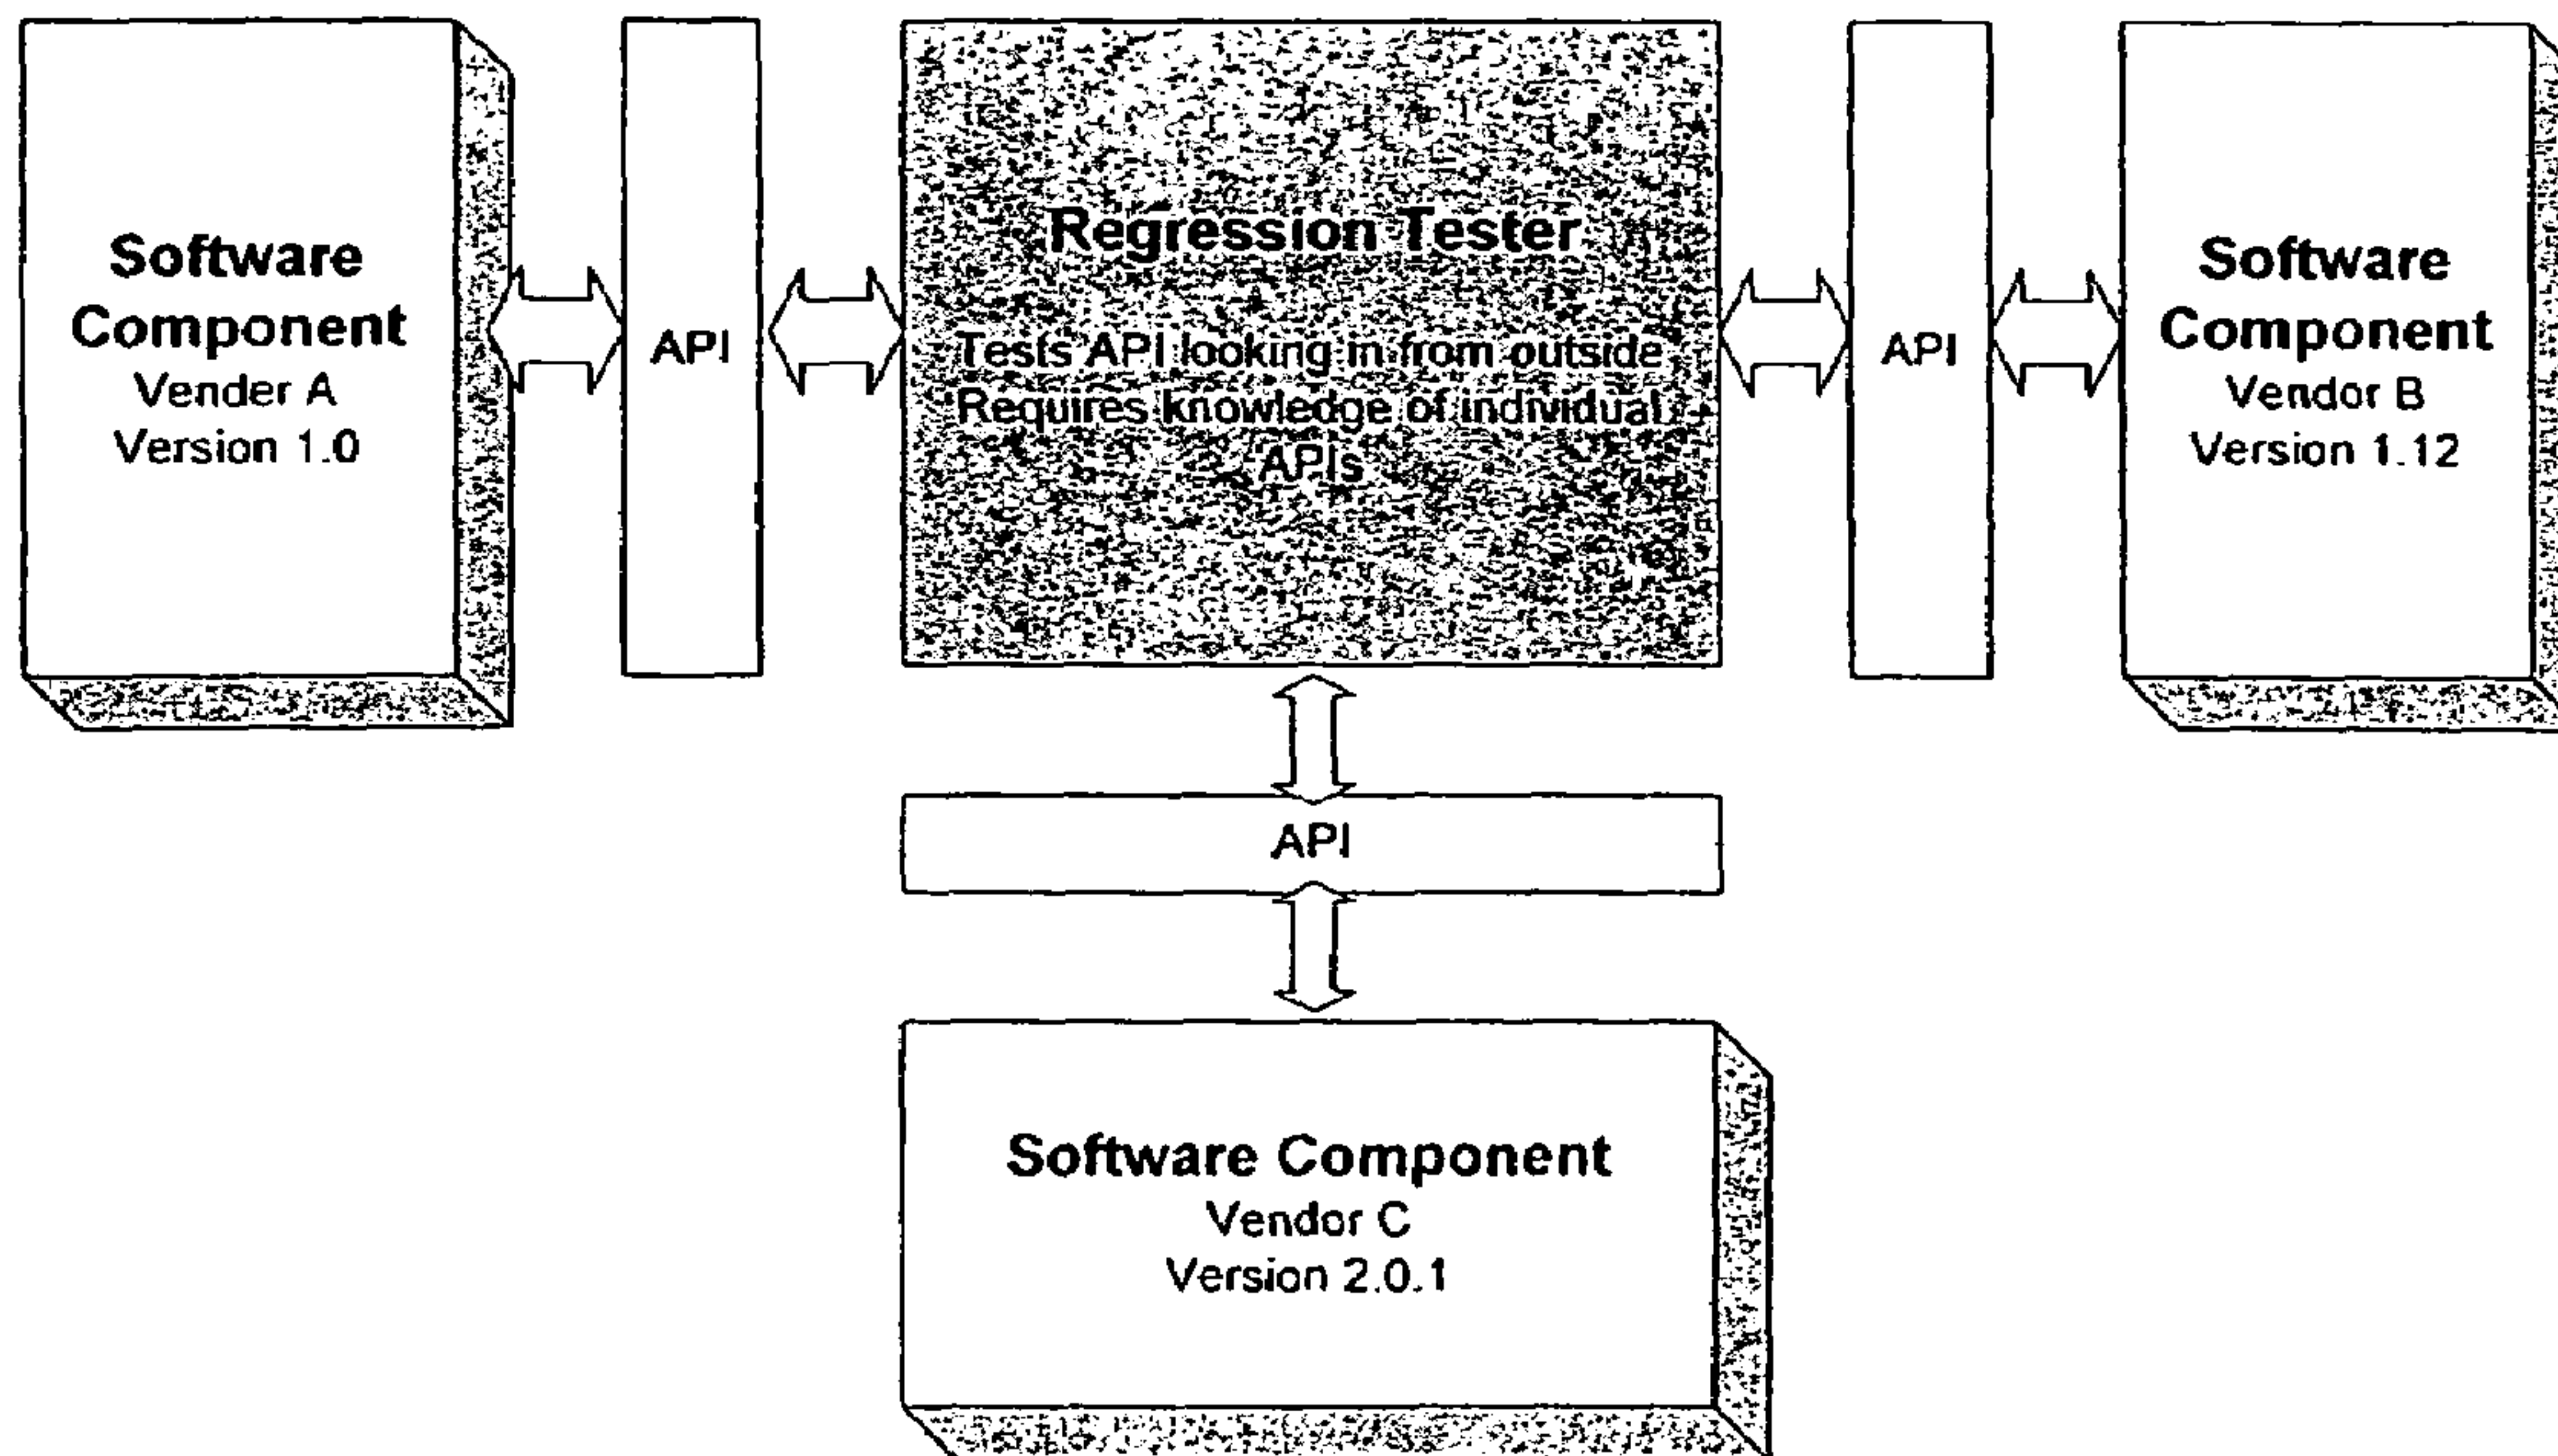 Software
Component
Vender A
Version 1.0
API
Regression Tester
Tests API looking in from outside
Requires knowledge of individual
APIs
API
Software
Component
Vendor B
Version 1.12
API
Software Component
Vendor C
Version 2.0.1